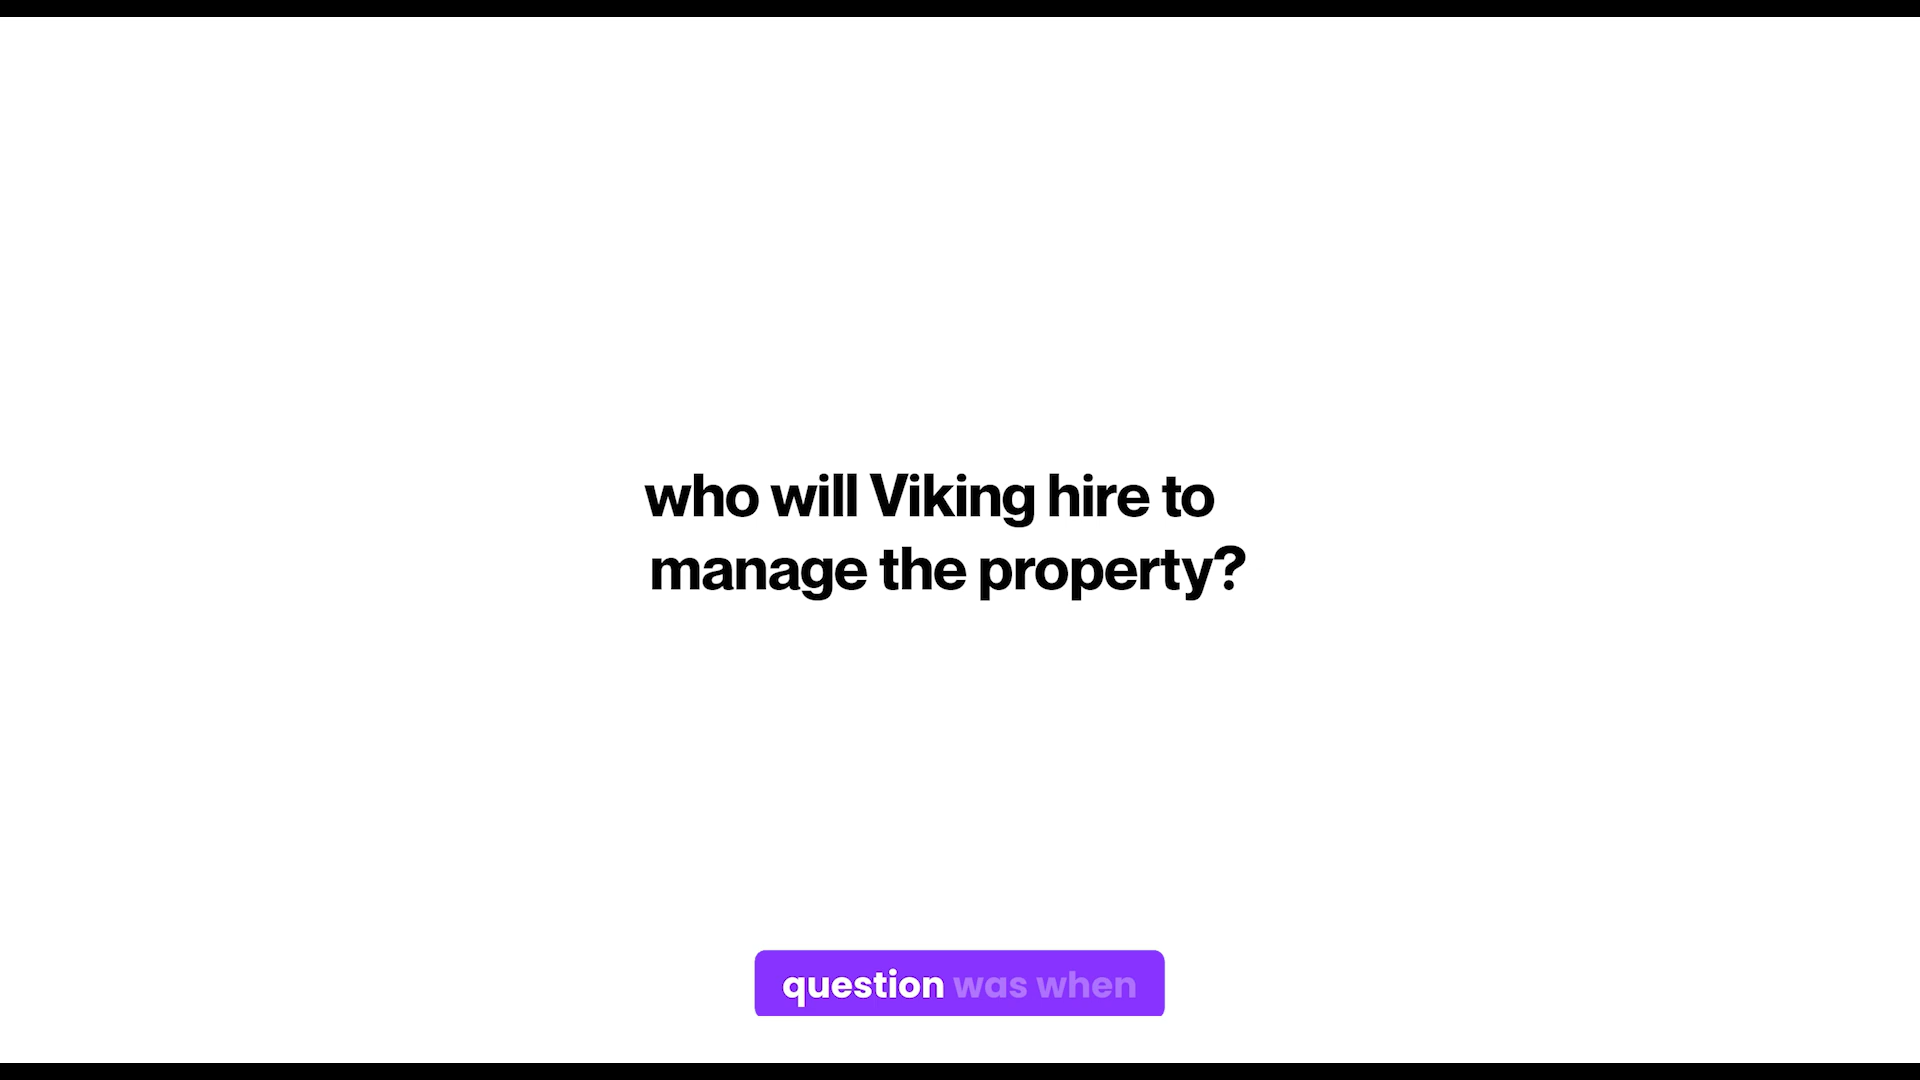 who will Viking hire to
manage the property?
question was when